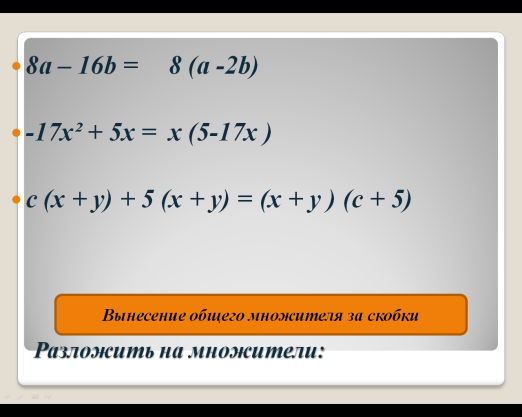 8a – 16b = 8 (a -2b)
-17x² + 5x = x (5-17x )
c (x + y) + 5 (x + y) = (x + y ) (c + 5)
Вынесение общего множителя за скобки
Разложить на множители: